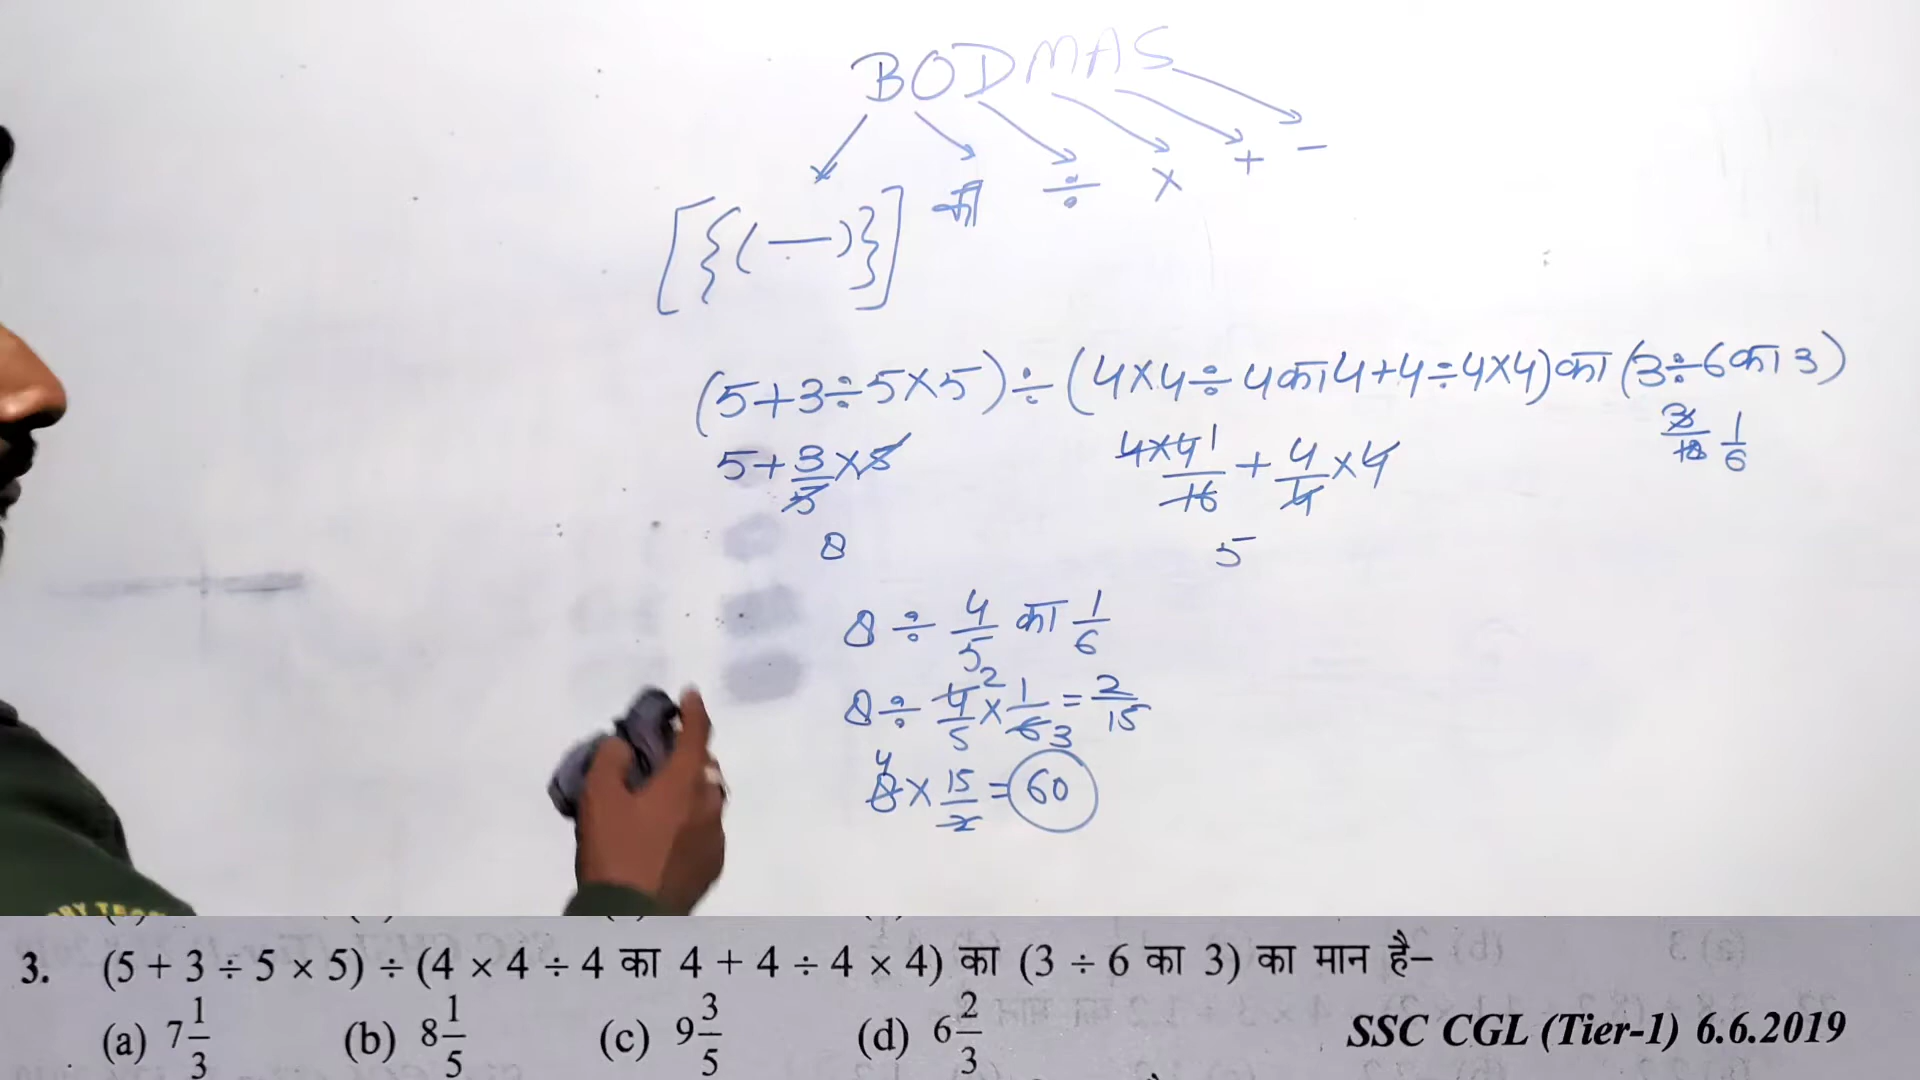 BODMAS
[{(—)}] का ÷ × + −
(5+3÷5×5)÷(4×4÷4का4+4÷4×4)का(3÷6का3)
5+3/5×5 4×4 1/16+4/4×4 3/18 1/6
8 5
8÷4/5 का 1/6
8÷4/5 2×1/6 3=2/15
8 4×15/2=60
3. (5 + 3 ÷ 5 × 5) ÷ (4 × 4 ÷ 4 का 4 + 4 ÷ 4 × 4) का (3 ÷ 6 का 3) का मान है–
(a) 7 1/3 (b) 8 1/5 (c) 9 3/5 (d) 6 2/3 SSC CGL (Tier-1) 6.6.2019